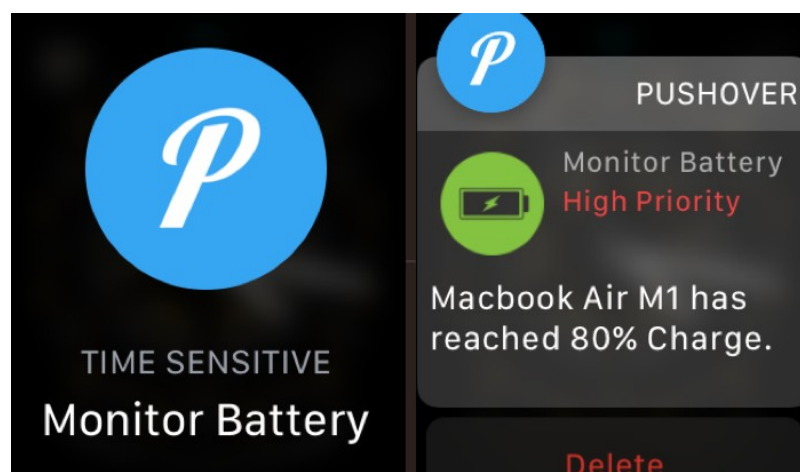 P
TIME SENSITIVE
Monitor Battery
P
PUSHOVER
Monitor Battery
High Priority
Macbook Air M1 has
reached 80% Charge.
Delete